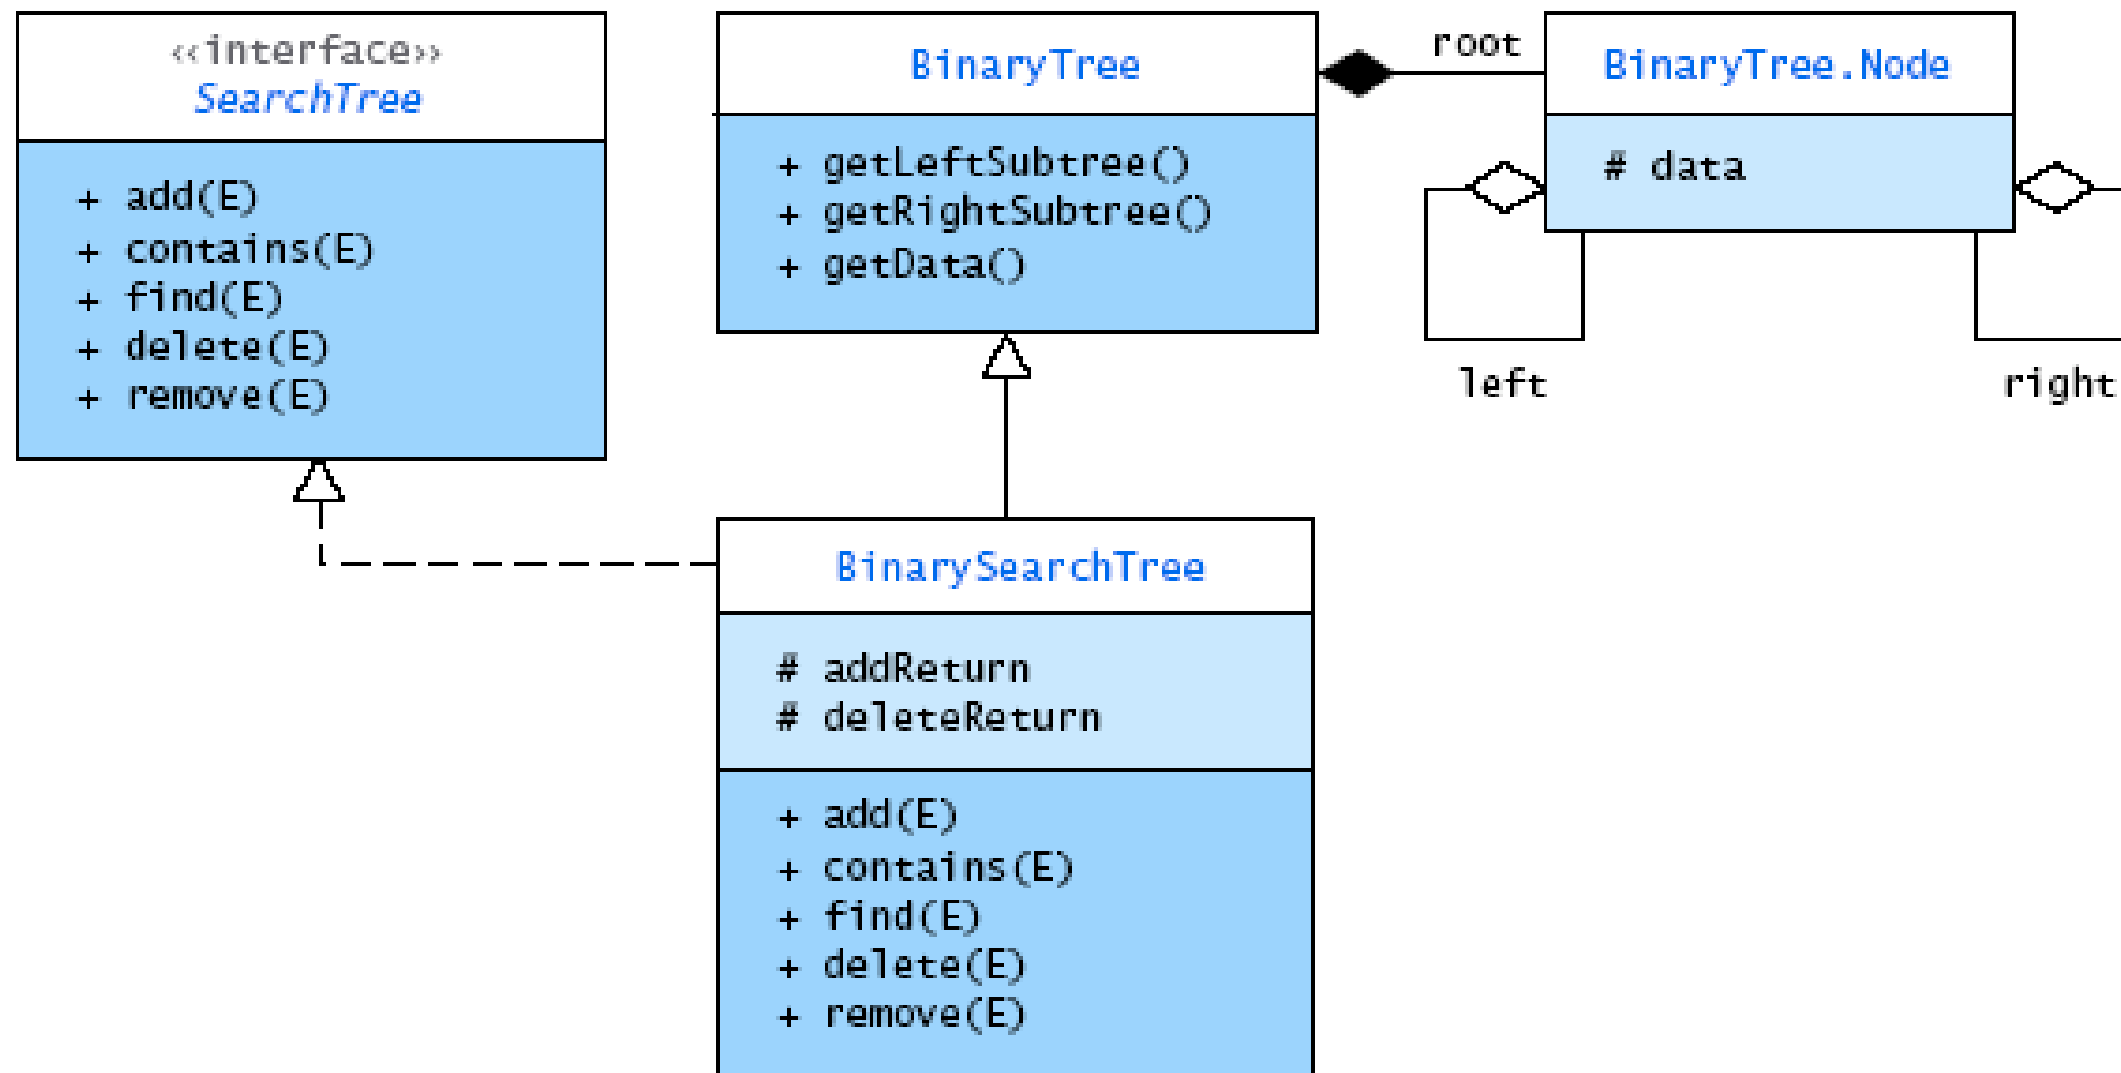 ‹‹interface››
SearchTree
+ add(E)
+ contains(E)
+ find(E)
+ delete(E)
+ remove(E)
BinaryTree
+ getLeftSubtree()
+ getRightSubtree()
+ getData()
root
BinaryTree.Node
# data
left
right
BinarySearchTree
# addReturn
# deleteReturn
+ add(E)
+ contains(E)
+ find(E)
+ delete(E)
+ remove(E)